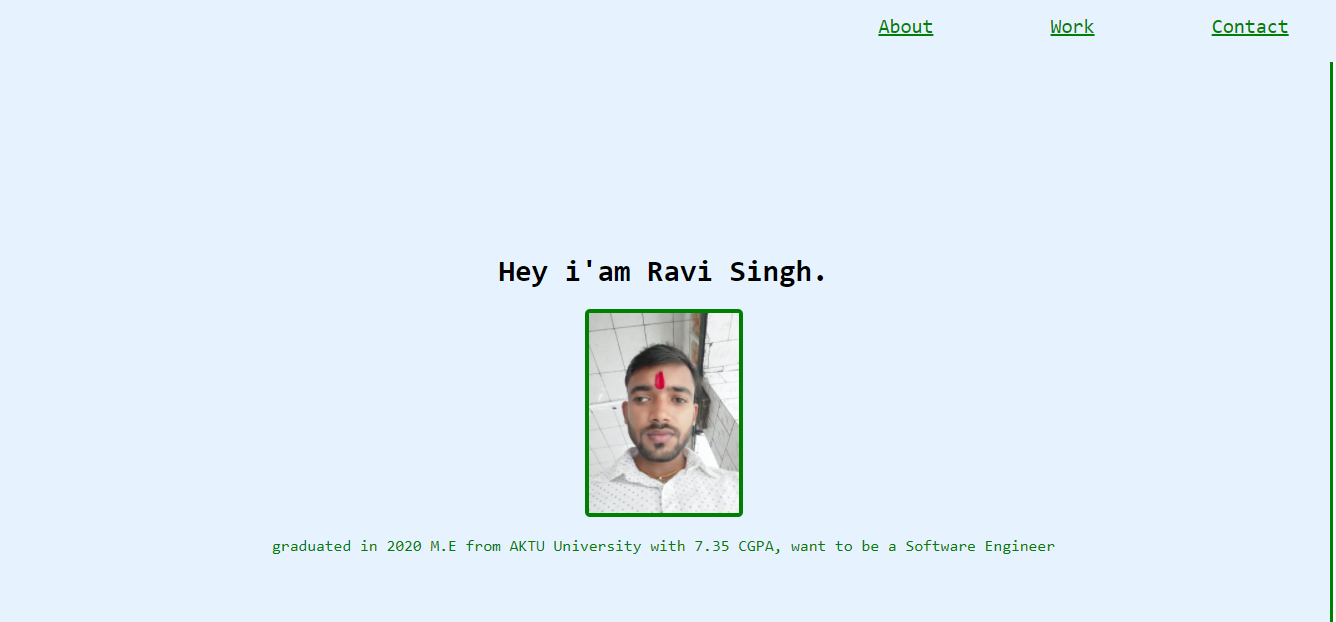 About Work Contact
Hey i'am Ravi Singh.
graduated in 2020 M.E from AKTU University with 7.35 CGPA, want to be a Software Engineer